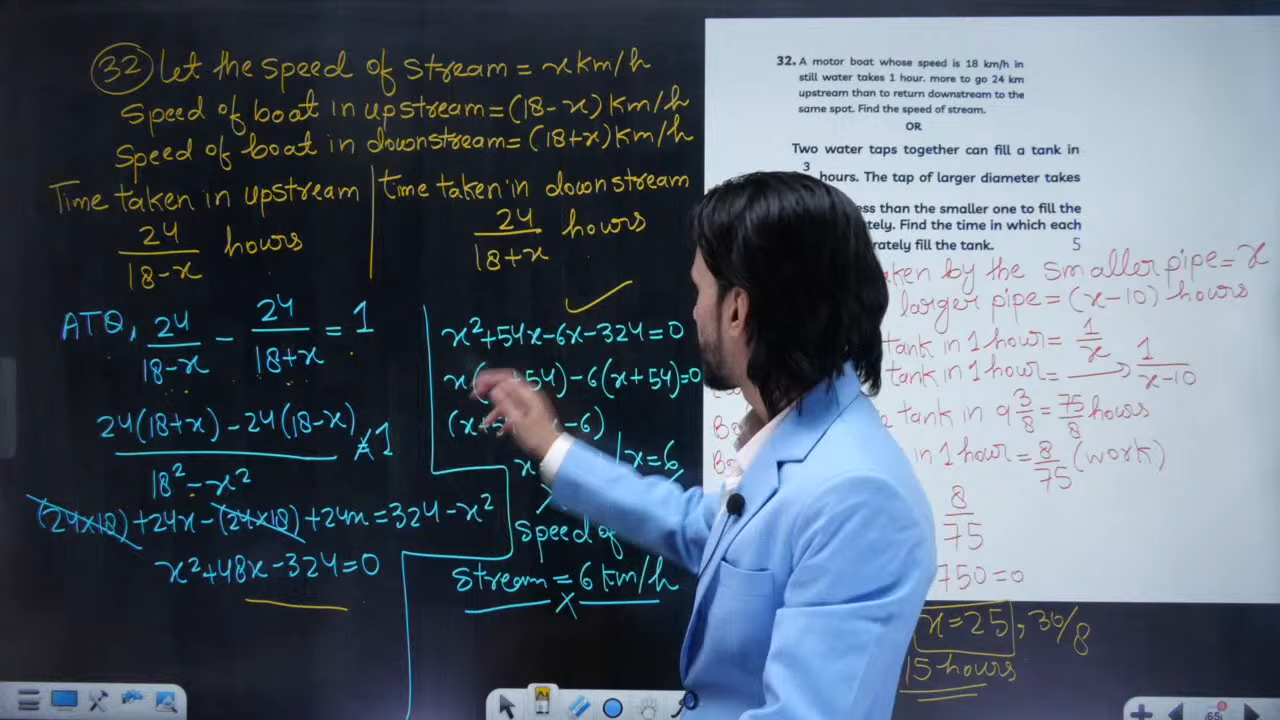 32 Let the speed of stream = x km/h
Speed of boat in upstream = (18-x) km/h
Speed of boat in downstream = (18+x) km/h
Time taken in upstream
24/18-x hours
Time taken in downstream
24/18+x hours
ATQ, 24/18-x - 24/18+x = 1
24(18+x) - 24(18-x) / 18²-x² 1
(24×18) + 24x - (24×18) + 24x = 324 - x²
x² + 48x - 324 = 0
x² + 54x - 6x - 324 = 0
x( +54) - 6(x+54) = 0
(x+ -6)
x | x = 6
Speed of
stream = 6 km/h
32. A motor boat whose speed is 18 km/h in
still water takes 1 hour. more to go 24 km
upstream than to return downstream to the
same spot. Find the speed of stream.
OR
Two water taps together can fill a tank in
3
hours. The tap of larger diameter takes
ess than the smaller one to fill the
tely. Find the time in which each
rately fill the tank. 5
aken by the smaller pipe = x
larger pipe = (x-10) hours
tank in 1 hour = 1/x
tank in 1 hour = 1/x-10
e tank in 9 3/8 = 75/8 hours
in 1 hour = 8/75 (work)
8/75
750 = 0
x = 25, 30/8
15 hours
65